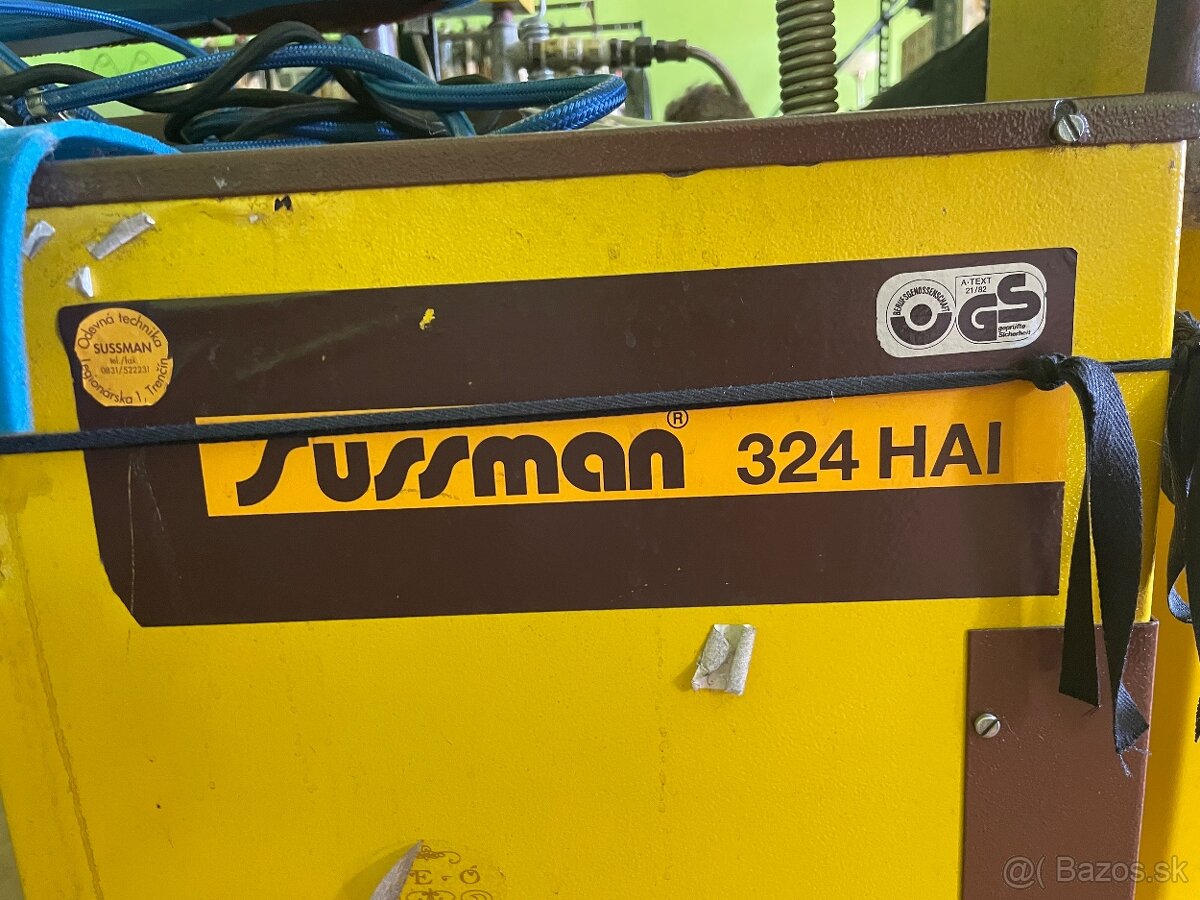 Odevná technika
SUSSMAN
tel./fax
0831/522231
Legionárska 1, Trenčín
BERUFSGENOSSENSCHAFT
A-TEXT
21/82
GS
geprüfte
Sicherheit
Sussman® 324 HAI
E-Ó
@( Bazos.sk